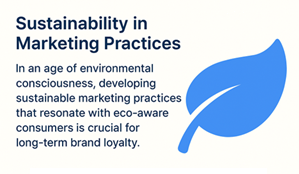 Sustainability in
Marketing Practices
In an age of environmental
consciousness, developing
sustainable marketing practices
that resonate with eco-aware
consumers is crucial for
long-term brand loyalty.